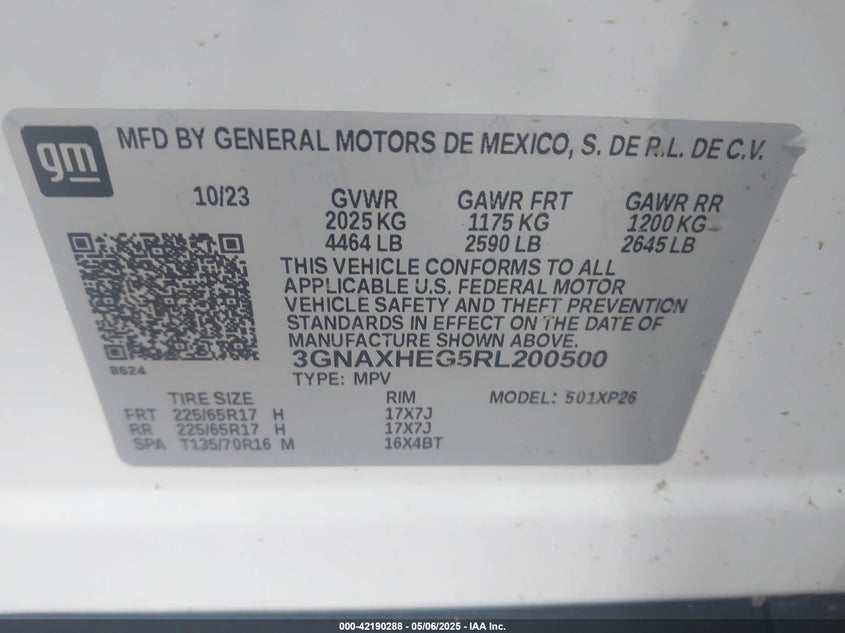 gm
MFD BY GENERAL MOTORS DE MEXICO, S. DE R.L. DE C.V.
10/23 GVWR GAWR FRT GAWR RR
2025 KG 1175 KG 1200 KG
4464 LB 2590 LB 2645 LB
THIS VEHICLE CONFORMS TO ALL
APPLICABLE U.S. FEDERAL MOTOR
VEHICLE SAFETY AND THEFT PREVENTION
STANDARDS IN EFFECT ON THE DATE OF
MANUFACTURE SHOWN ABOVE.
3GNAXHEG5RL200500
8624
TYPE: MPV
TIRE SIZE RIM MODEL: 501XP26
FRT 225/65R17 H 17X7J
RR 225/65R17 H 17X7J
SPA T135/70R16 M 16X4BT
000-42190288 - 05/06/2025 - IAA Inc.